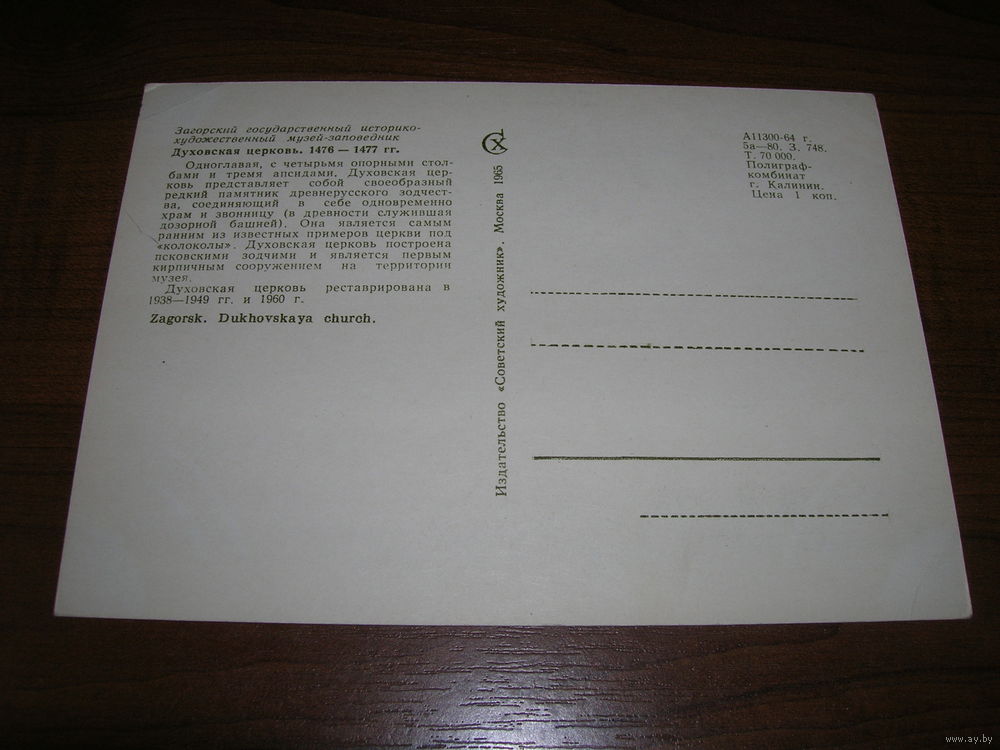 Загорский государственный историко-
художественный музей-заповедник
Духовская церковь. 1476 — 1477 гг.
Одноглавая, с четырьмя опорными стол-
бами и тремя апсидами, Духовская цер-
ковь представляет собой своеобразный
редкий памятник древнерусского зодчест-
ва, соединяющий в себе одновременно
храм и звонницу (в древности служившая
дозорной башней). Она является самым
ранним из известных примеров церкви под
«колоколы». Духовская церковь построена
псковскими зодчими и является первым
кирпичным сооружением на территории
музея.
Духовская церковь реставрирована в
1938—1949 гг. и 1960 г.
Zagorsk. Dukhovskaya church.
СХ
Издательство «Советский художник». Москва 1965
А11300-64 г.
5а—80. З. 748.
Т. 70 000.
Полиграф-
комбинат
г. Калинин.
Цена 1 коп.
www.ay.by